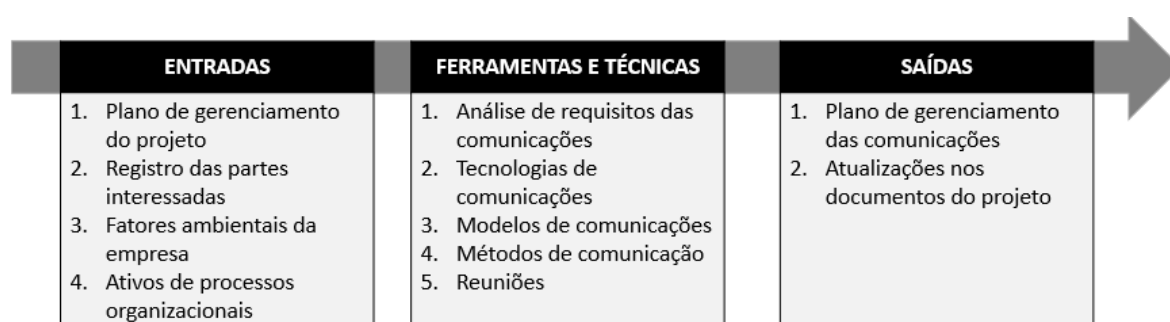 ENTRADAS
1. Plano de gerenciamento
do projeto
2. Registro das partes
interessadas
3. Fatores ambientais da
empresa
4. Ativos de processos
organizacionais
FERRAMENTAS E TÉCNICAS
1. Análise de requisitos das
comunicações
2. Tecnologias de
comunicações
3. Modelos de comunicações
4. Métodos de comunicação
5. Reuniões
SAÍDAS
1. Plano de gerenciamento
das comunicações
2. Atualizações nos
documentos do projeto